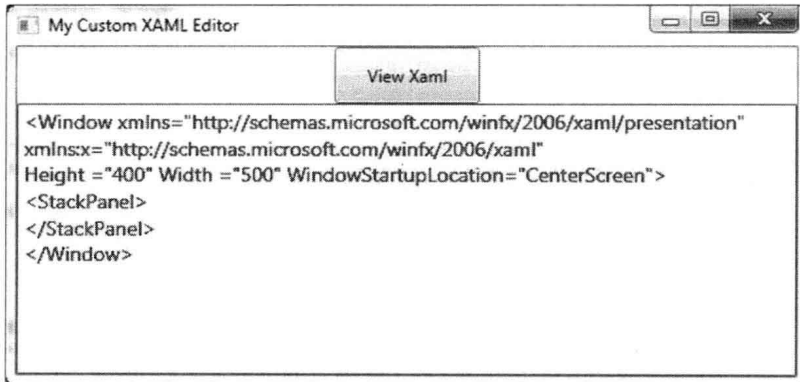 My Custom XAML Editor
View Xaml
<Window xmlns="http://schemas.microsoft.com/winfx/2006/xaml/presentation"
xmlns:x="http://schemas.microsoft.com/winfx/2006/xaml"
Height ="400" Width ="500" WindowStartupLocation="CenterScreen">
<StackPanel>
</StackPanel>
</Window>